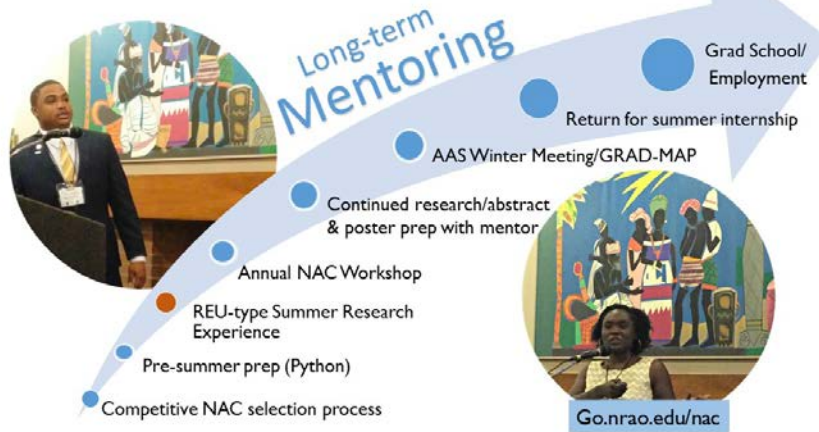 Long-term
Mentoring
Grad School/
Employment
Return for summer internship
AAS Winter Meeting/GRAD-MAP
Continued research/abstract
& poster prep with mentor
Annual NAC Workshop
REU-type Summer Research
Experience
Pre-summer prep (Python)
Competitive NAC selection process
Go.nrao.edu/nac